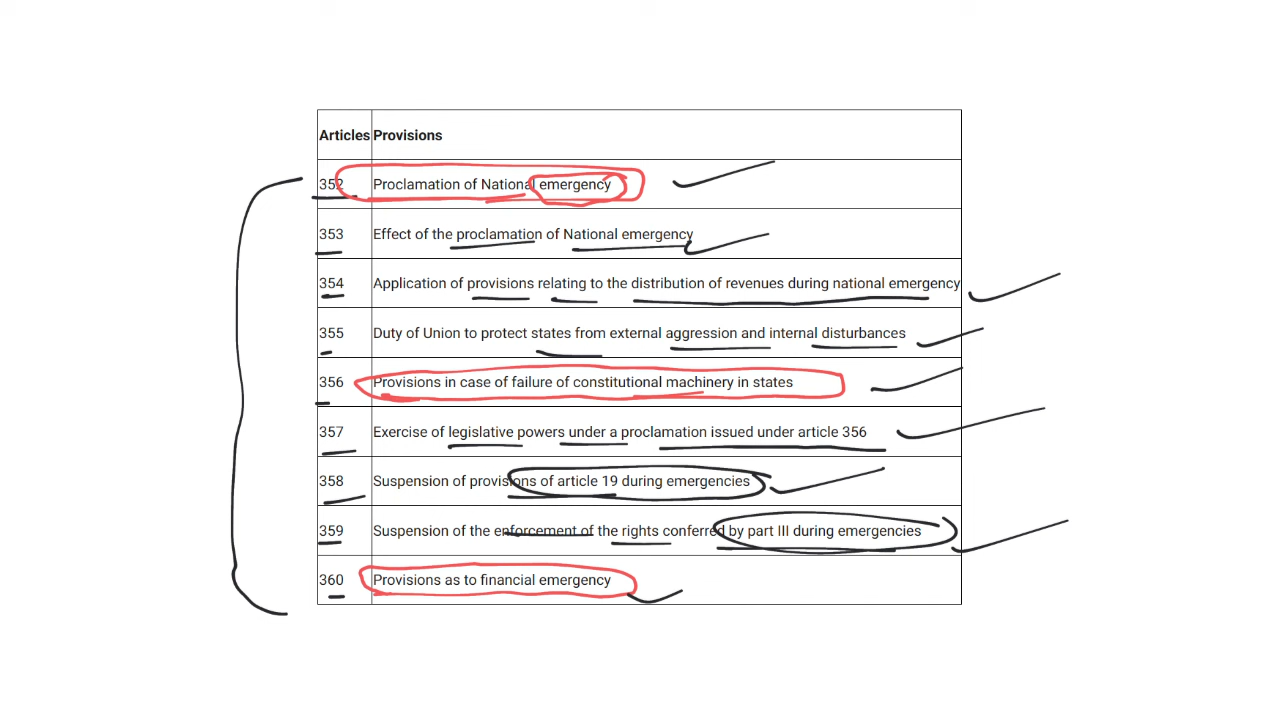 Articles Provisions
352 Proclamation of National emergency
353 Effect of the proclamation of National emergency
354 Application of provisions relating to the distribution of revenues during national emergency
355 Duty of Union to protect states from external aggression and internal disturbances
356 Provisions in case of failure of constitutional machinery in states
357 Exercise of legislative powers under a proclamation issued under article 356
358 Suspension of provisions of article 19 during emergencies
359 Suspension of the enforcement of the rights conferred by part III during emergencies
360 Provisions as to financial emergency